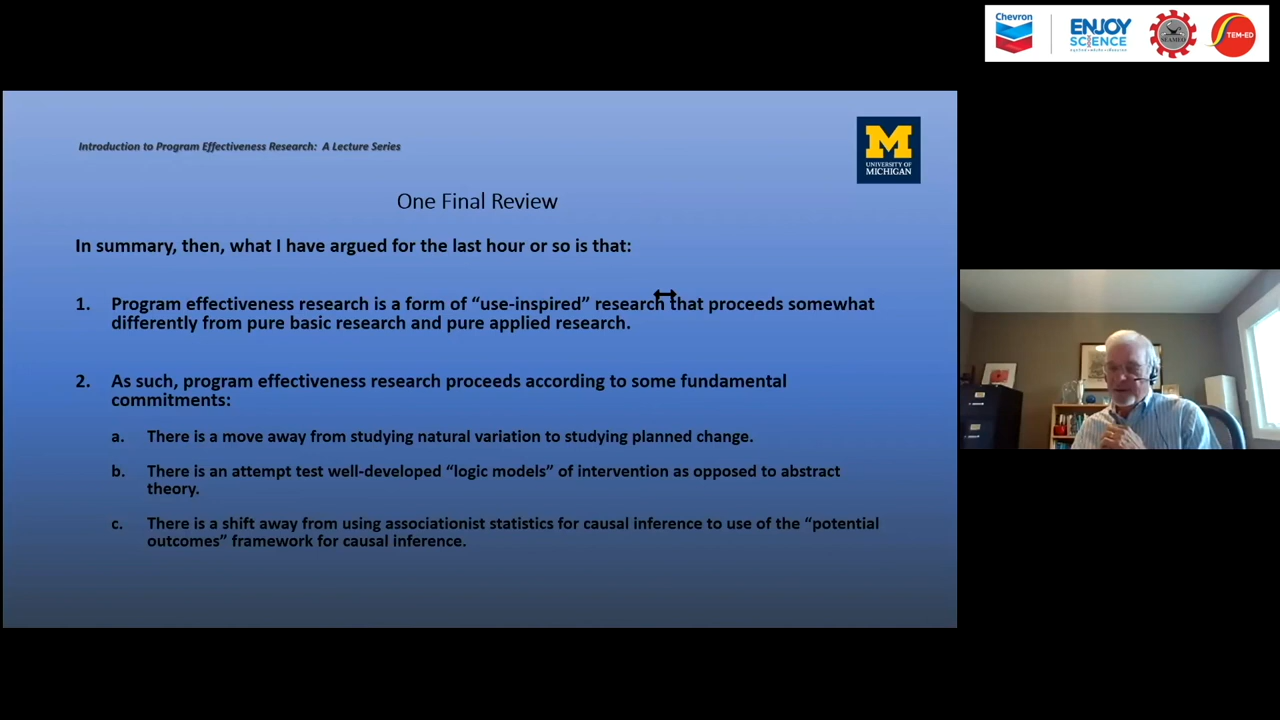 Chevron
ENJOY
SCIENCE
SEAMEO
STEM-ED
Introduction to Program Effectiveness Research: A Lecture Series
M
UNIVERSITY OF
MICHIGAN
One Final Review
In summary, then, what I have argued for the last hour or so is that:
1. Program effectiveness research is a form of “use-inspired” research that proceeds somewhat
differently from pure basic research and pure applied research.
2. As such, program effectiveness research proceeds according to some fundamental
commitments:
a. There is a move away from studying natural variation to studying planned change.
b. There is an attempt test well-developed “logic models” of intervention as opposed to abstract
theory.
c. There is a shift away from using associationist statistics for causal inference to use of the “potential
outcomes” framework for causal inference.